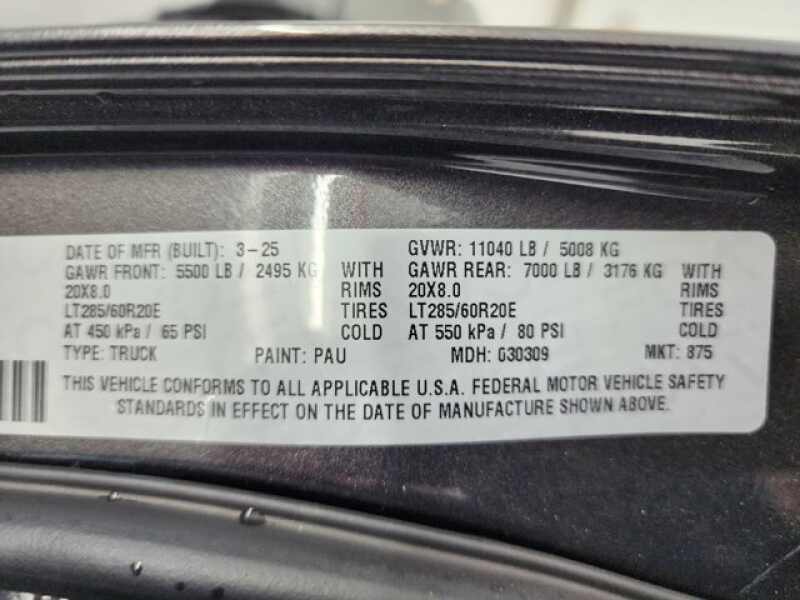 DATE OF MFR (BUILT): 3-25 GVWR: 11040 LB / 5008 KG
GAWR FRONT: 5500 LB / 2495 KG WITH GAWR REAR: 7000 LB / 3176 KG WITH
20X8.0 RIMS 20X8.0 RIMS
LT285/60R20E TIRES LT285/60R20E TIRES
AT 450 kPa / 65 PSI COLD AT 550 kPa / 80 PSI COLD
TYPE: TRUCK PAINT: PAU MDH: 030309 MKT: 875
THIS VEHICLE CONFORMS TO ALL APPLICABLE U.S.A. FEDERAL MOTOR VEHICLE SAFETY
STANDARDS IN EFFECT ON THE DATE OF MANUFACTURE SHOWN ABOVE.